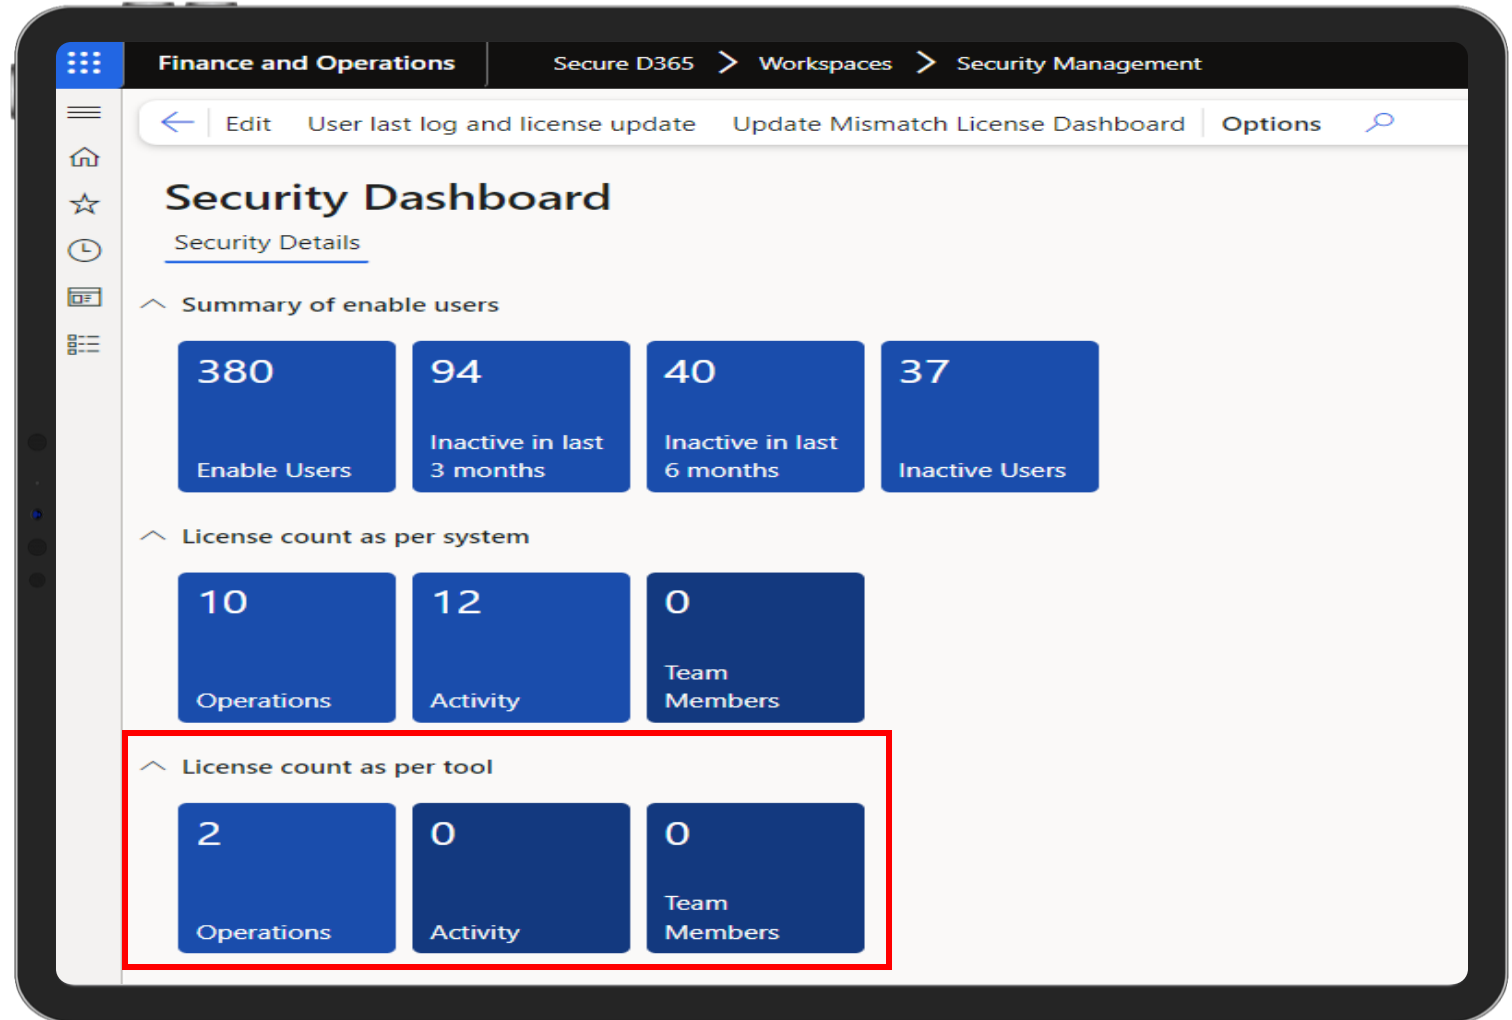 Finance and Operations
Secure D365 > Workspaces > Security Management
Edit User last log and license update Update Mismatch License Dashboard Options
Security Dashboard
Security Details
Summary of enable users
380
Enable Users
94
Inactive in last
3 months
40
Inactive in last
6 months
37
Inactive Users
License count as per system
10
Operations
12
Activity
0
Team
Members
License count as per tool
2
Operations
0
Activity
0
Team
Members